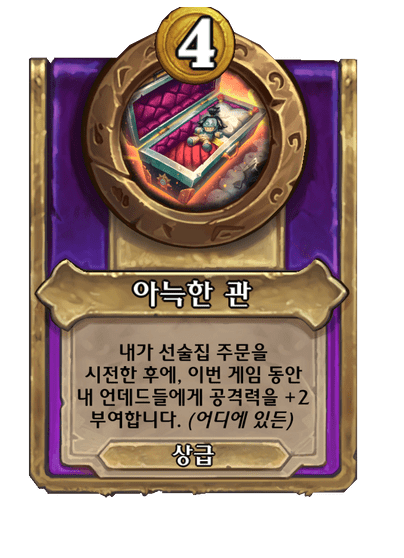 4
아늑한 관
내가 선술집 주문을
시전한 후에, 이번 게임 동안
내 언데드들에게 공격력을 +2
부여합니다. (어디에 있든)
상급